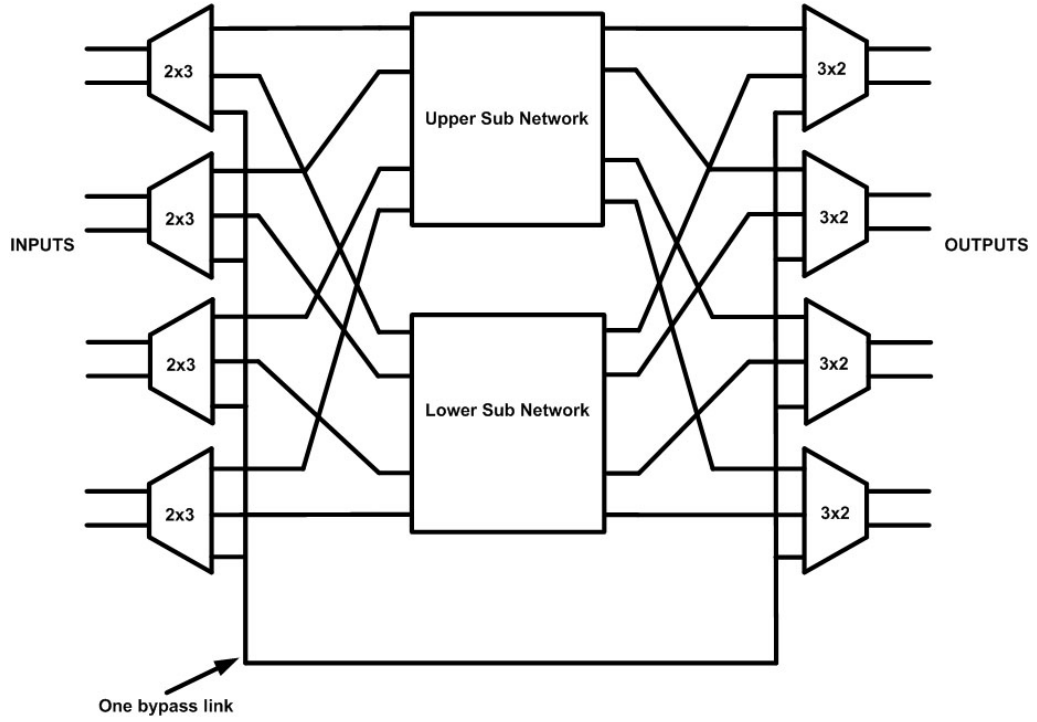 2x3
3x2
Upper Sub Network
2x3
3x2
INPUTS
OUTPUTS
2x3
3x2
Lower Sub Network
2x3
3x2
One bypass link